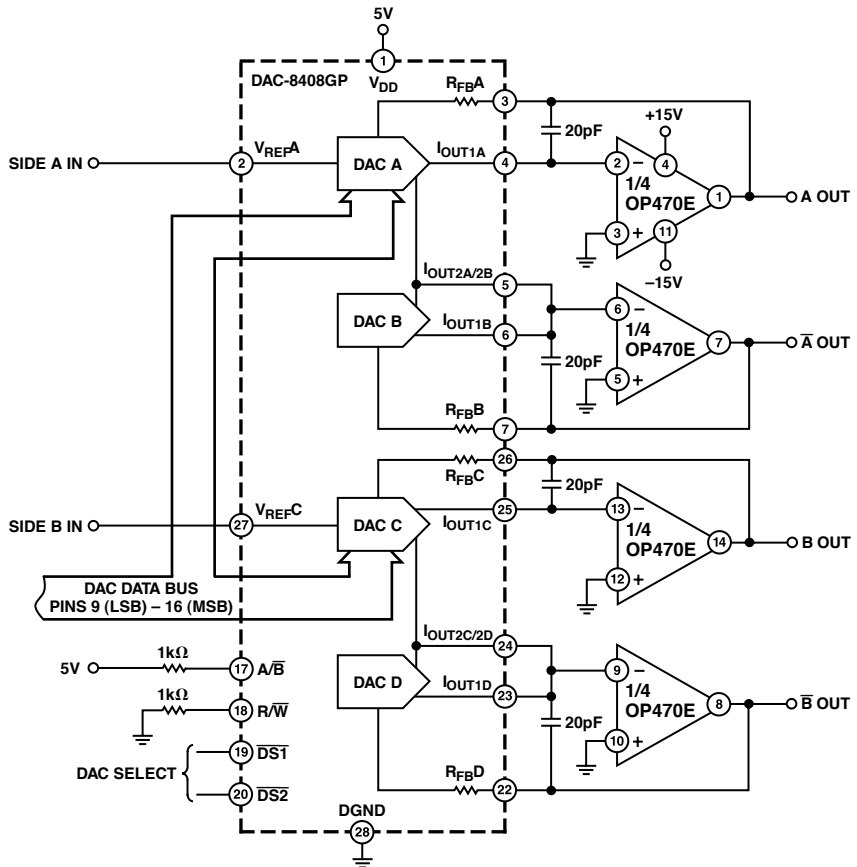 5V
1
DAC-8408GP
VDD
RFBA
3
20pF
+15V
SIDE A IN
2
VREFA
DAC A
IOUT1A
4
2
−
4
1/4
OP470E
1
A OUT
3
+
11
−15V
IOUT2A/2B
5
DAC B
IOUT1B
6
6
−
1/4
OP470E
7
A̅ OUT
20pF
5
+
RFBB
7
26
RFBC
20pF
SIDE B IN
27
VREFC
DAC C
IOUT1C
25
13
−
1/4
OP470E
14
B OUT
12
+
DAC DATA BUS
PINS 9 (LSB) – 16 (MSB)
IOUT2C/2D
24
5V
1kΩ
17
A/B̅
DAC D
IOUT1D
23
9
−
1/4
OP470E
8
B̅ OUT
1kΩ
18
R/W̅
20pF
10
+
DAC SELECT
19
D̅S̅1̅
20
D̅S̅2̅
RFBD
22
DGND
28